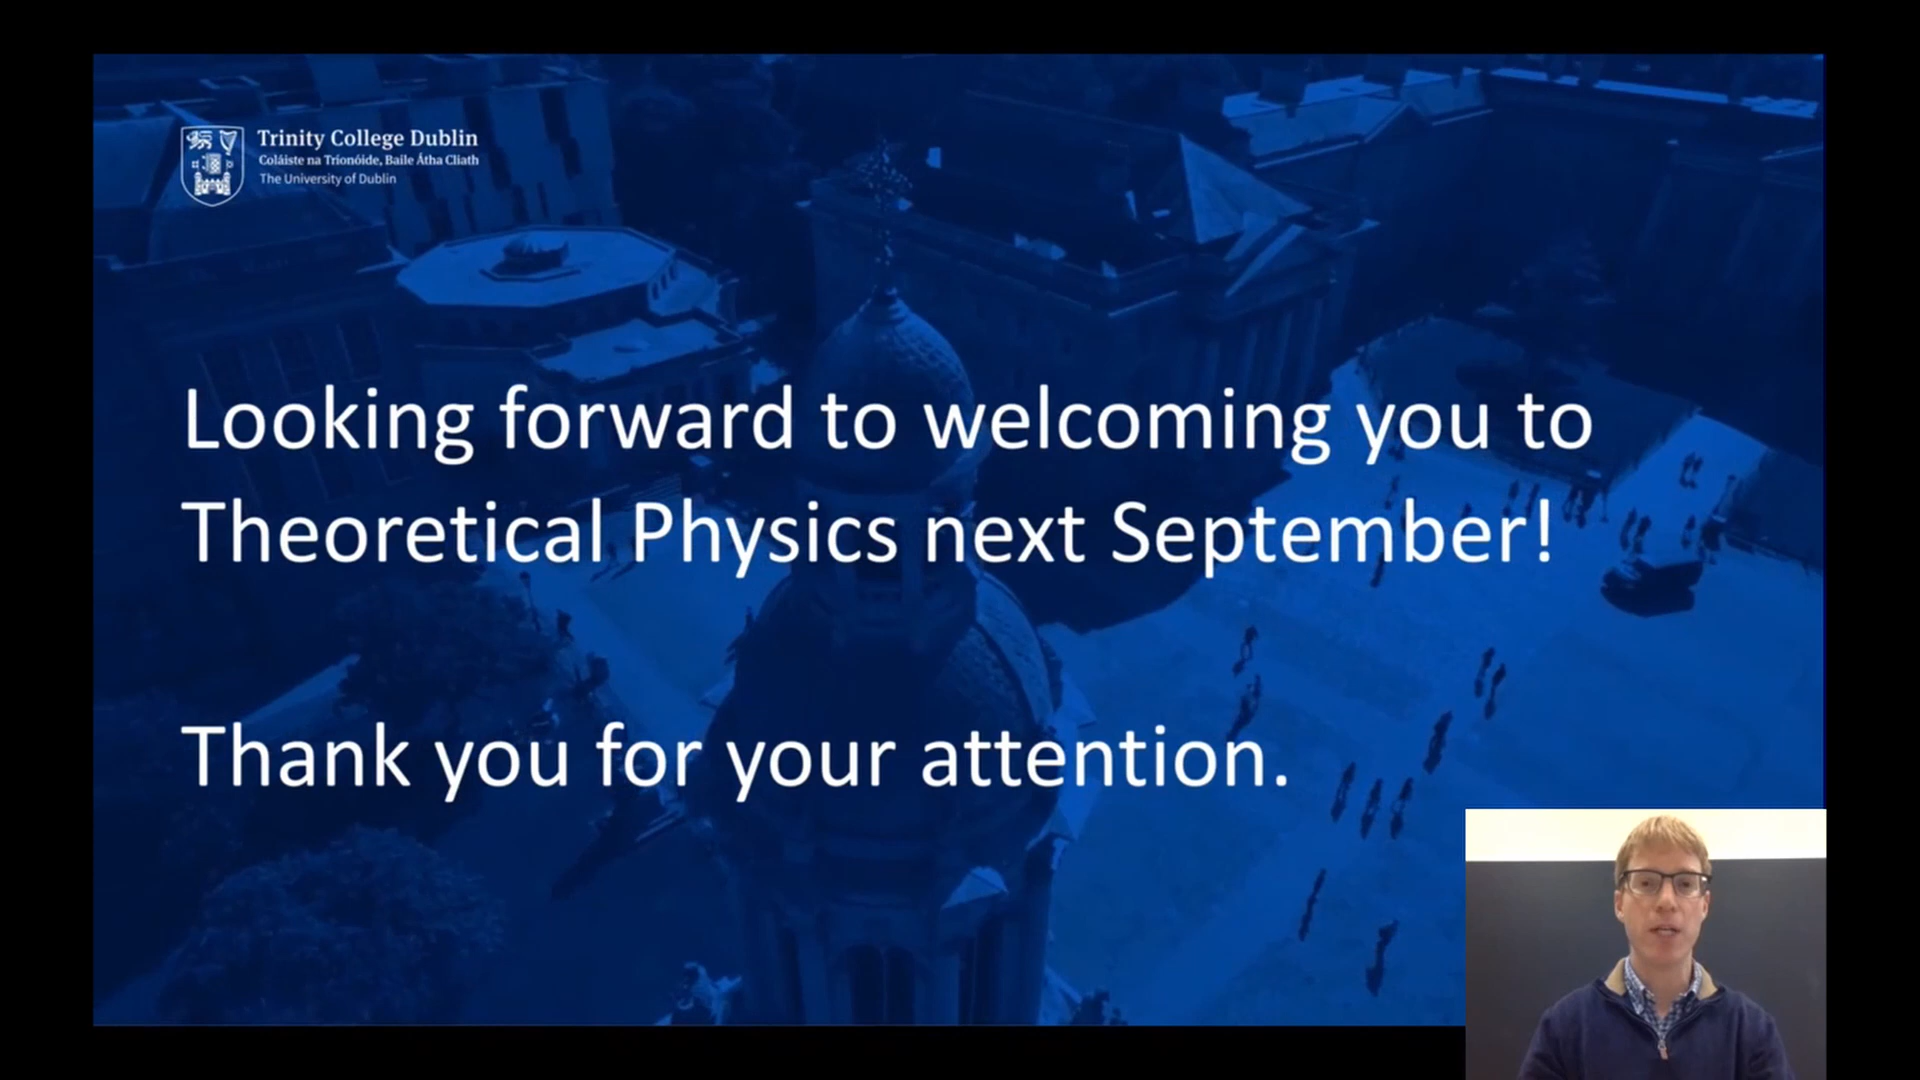 Trinity College Dublin
Coláiste na Tríonóide, Baile Átha Cliath
The University of Dublin
Looking forward to welcoming you to
Theoretical Physics next September!
Thank you for your attention.